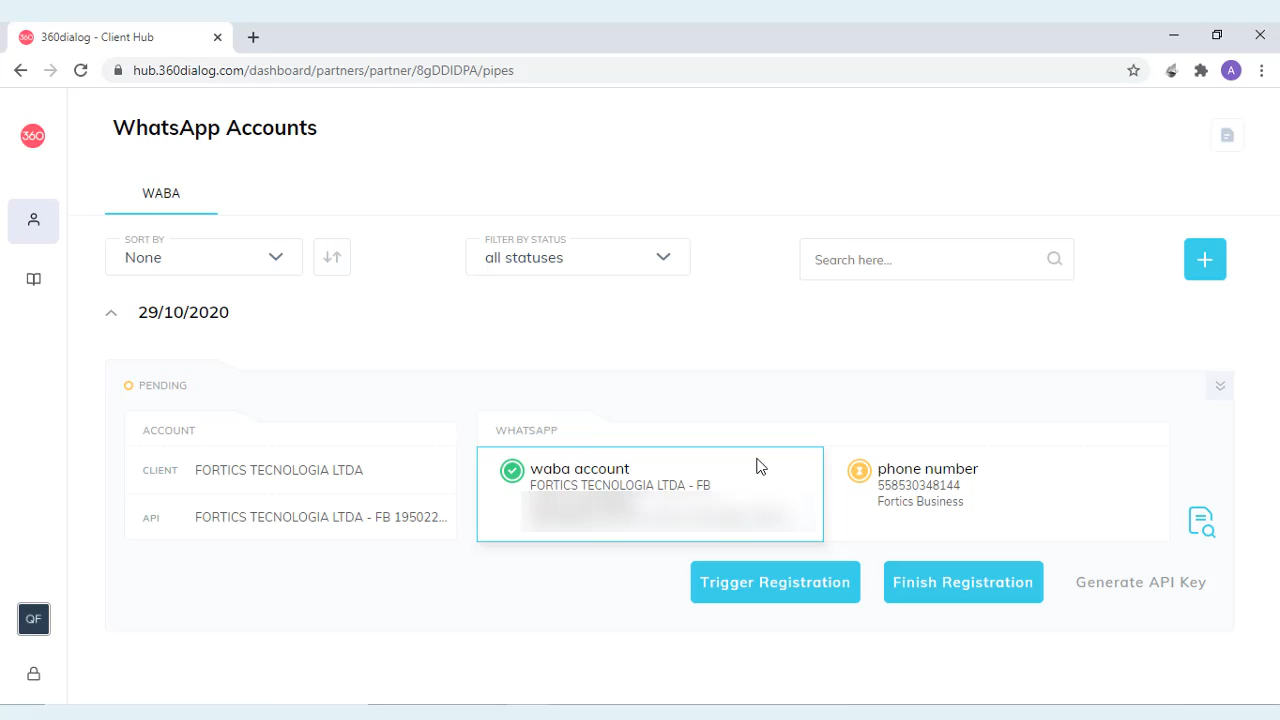 360dialog - Client Hub
hub.360dialog.com/dashboard/partners/partner/8gDDIDPA/pipes
A
360
WhatsApp Accounts
WABA
SORT BY
None
FILTER BY STATUS
all statuses
Search here...
29/10/2020
PENDING
ACCOUNT
CLIENT FORTICS TECNOLOGIA LTDA
API FORTICS TECNOLOGIA LTDA - FB 195022...
WHATSAPP
waba account
FORTICS TECNOLOGIA LTDA - FB
phone number
558530348144
Fortics Business
Trigger Registration
Finish Registration
Generate API Key
QF